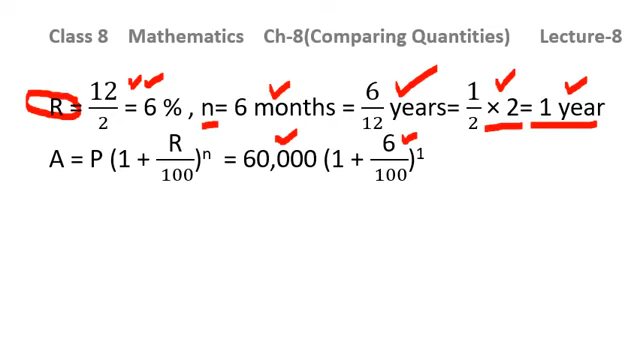 Class 8 Mathematics Ch-8(Comparing Quantities) Lecture-8
R = 12/2 = 6 % , n= 6 months = 6/12 years= 1/2 × 2= 1 year
A = P (1 + R/100)ⁿ = 60,000 (1 + 6/100)¹